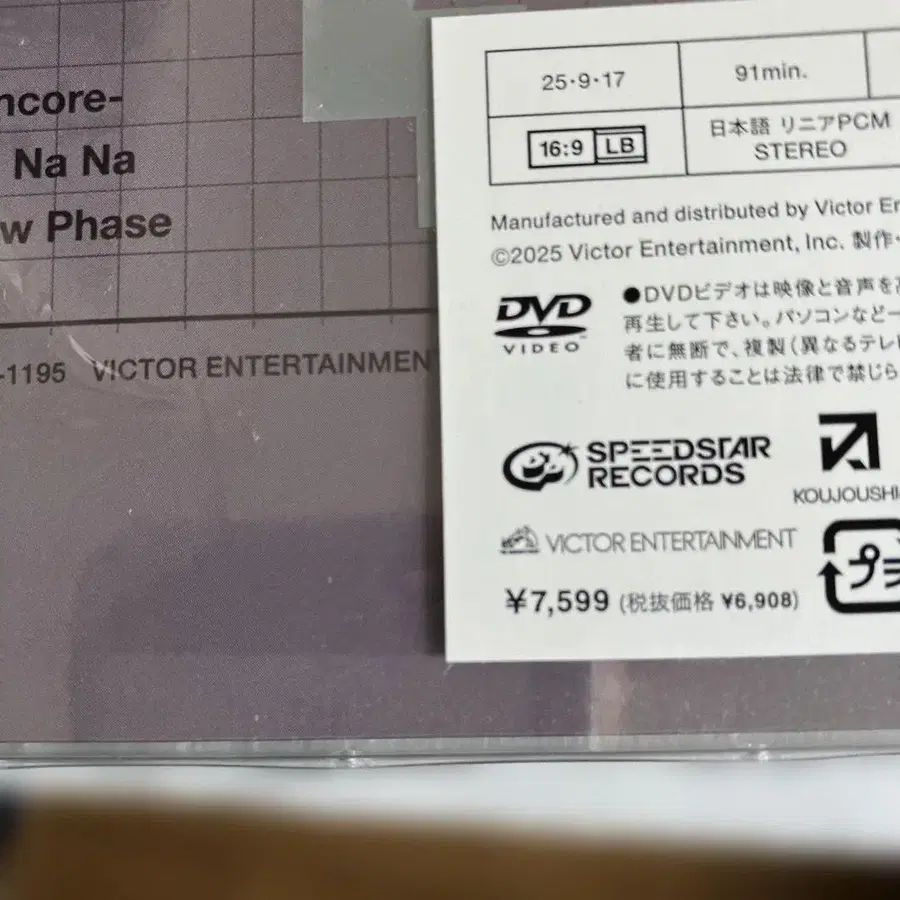 ncore-
Na Na
w Phase
-1195 VICTOR ENTERTAINMEN
25・9・17
91min.
16:9 LB
日本語 リニアPCM
STEREO
Manufactured and distributed by Victor E
©2025 Victor Entertainment, Inc. 製作・
DVD
VIDEO
●DVDビデオは映像と音声を高
再生して下さい。パソコンなど一
者に無断で、複製(異なるテレ
に使用することは法律で禁じら
SPEEDSTAR
RECORDS
KOUJOUSHI
VICTOR ENTERTAINMENT
プラ
¥7,599 (税抜価格 ¥6,908)